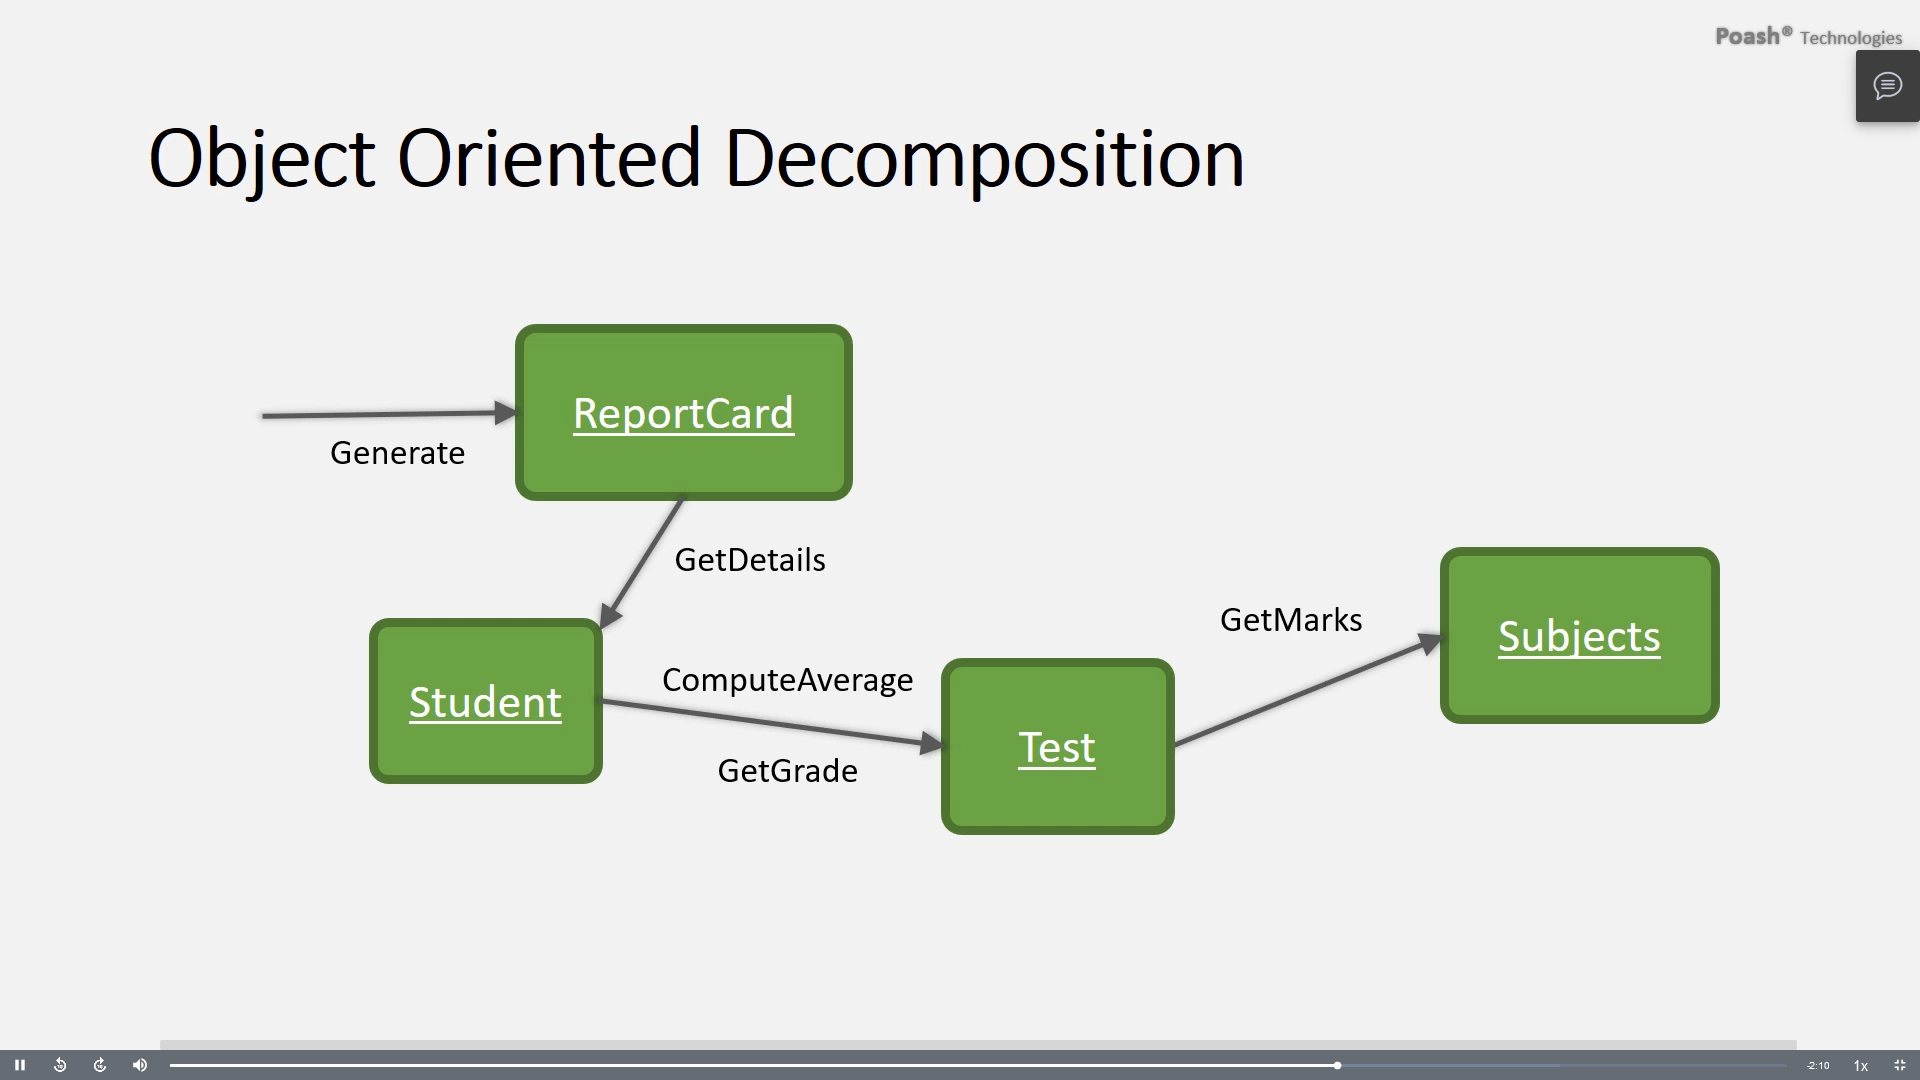 Poash® Technologies
Object Oriented Decomposition
ReportCard
Generate
GetDetails
GetMarks
Subjects
Student
ComputeAverage
Test
GetGrade
-2:10
1x